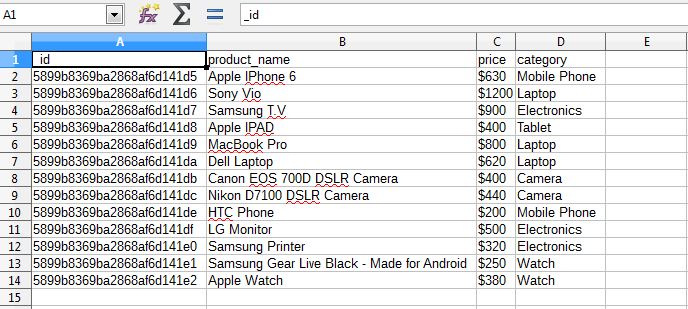 A1 _id
A B C D E
1 _id product_name price category
2 5899b8369ba2868af6d141d5 Apple IPhone 6 $630 Mobile Phone
3 5899b8369ba2868af6d141d6 Sony Vio $1200 Laptop
4 5899b8369ba2868af6d141d7 Samsung T.V $900 Electronics
5 5899b8369ba2868af6d141d8 Apple IPAD $400 Tablet
6 5899b8369ba2868af6d141d9 MacBook Pro $800 Laptop
7 5899b8369ba2868af6d141da Dell Laptop $620 Laptop
8 5899b8369ba2868af6d141db Canon EOS 700D DSLR Camera $400 Camera
9 5899b8369ba2868af6d141dc Nikon D7100 DSLR Camera $440 Camera
10 5899b8369ba2868af6d141de HTC Phone $200 Mobile Phone
11 5899b8369ba2868af6d141df LG Monitor $500 Electronics
12 5899b8369ba2868af6d141e0 Samsung Printer $320 Electronics
13 5899b8369ba2868af6d141e1 Samsung Gear Live Black - Made for Android $250 Watch
14 5899b8369ba2868af6d141e2 Apple Watch $380 Watch
15